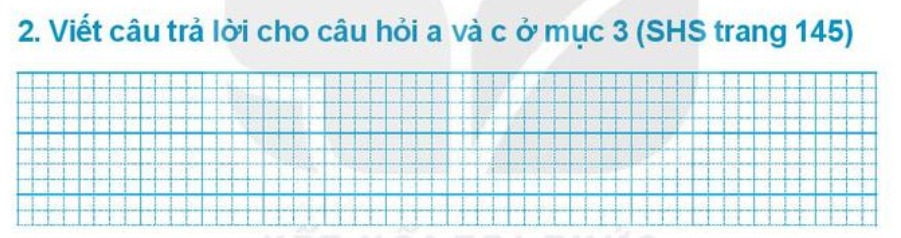 2. Viết câu trả lời cho câu hỏi a và c ở mục 3 (SHS trang 145)